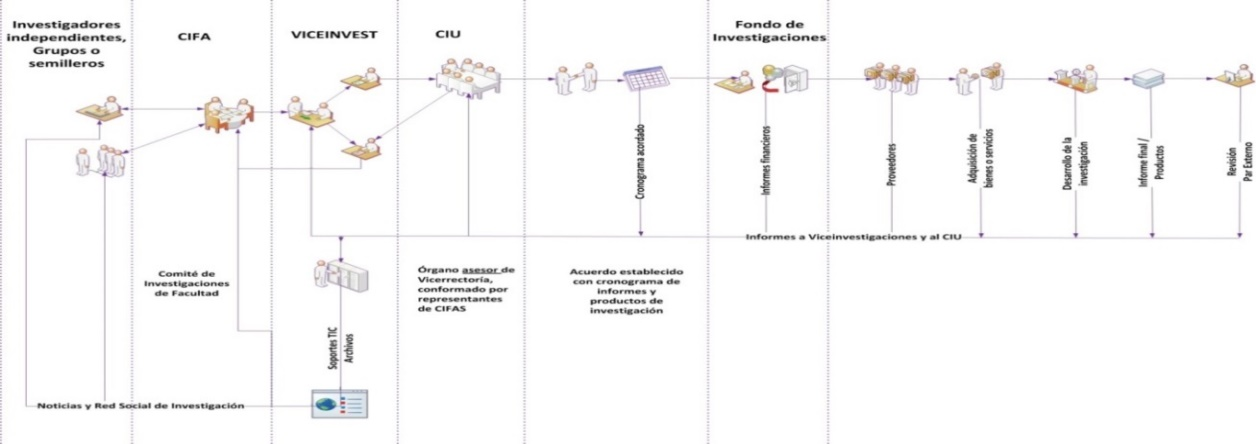 Investigadores
independientes,
Grupos o
semilleros
CIFA
VICEINVEST
CIU
Fondo de
Investigaciones
Cronograma acordado
Informes financieros
Proveedores
Adquisición de
bienes o servicios
Desarrollo de la
investigación
Informe final /
Productos
Revisión
Par Externo
Informes a Viceinvestigaciones y al CIU
Comité de
Investigaciones
de Facultad
Órgano asesor de
Vicerrectoría,
conformado por
representantes
de CIFAS
Acuerdo establecido
con cronograma de
informes y
productos de
investigación
Soportes TIC
Archivos
Noticias y Red Social de Investigación